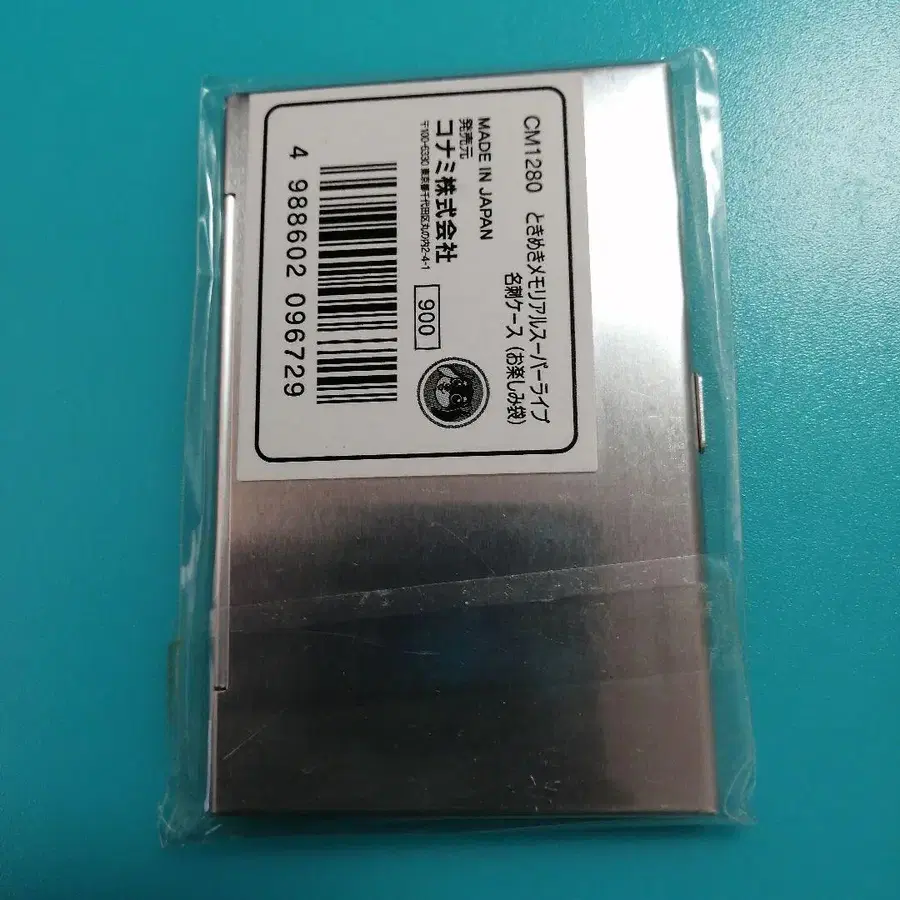 CM1280 ときめきメモリアルスーパーライブ
名刺ケース (お楽しみ袋)
MADE IN JAPAN
発売元
コナミ株式会社
〒100-6330 東京都千代田区丸の内2-4-1
900
4 988602 096729